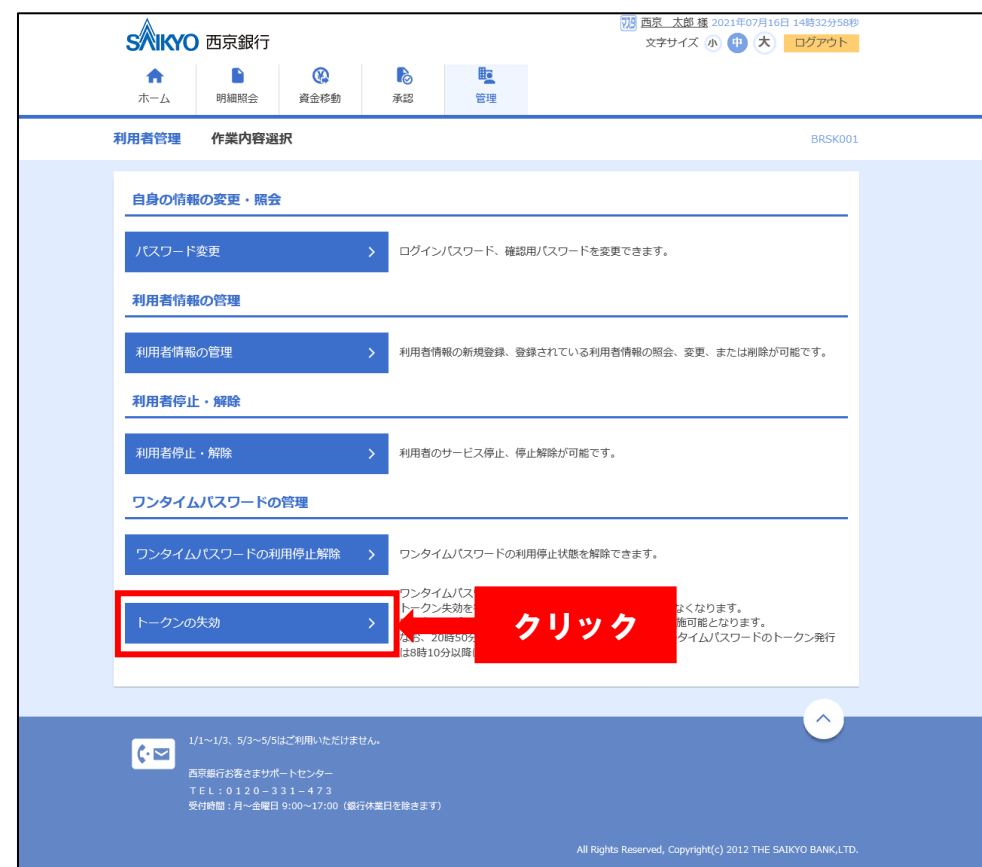 SAIKYO 西京銀行
マスタ 西京 太郎 様 2021年07月16日 14時32分58秒
文字サイズ 小 中 大 ログアウト
ホーム 明細照会 資金移動 承認 管理
利用者管理 作業内容選択 BRSK001
自身の情報の変更・照会
パスワード変更 ログインパスワード、確認用パスワードを変更できます。
利用者情報の管理
利用者情報の管理 利用者情報の新規登録、登録されている利用者情報の照会、変更、または削除が可能です。
利用者停止・解除
利用者停止・解除 利用者のサービス停止、停止解除が可能です。
ワンタイムパスワードの管理
ワンタイムパスワードの利用停止解除 ワンタイムパスワードの利用停止状態を解除できます。
ワンタイムパス
トークン失効を なくなります。
トークンの失効 クリック 施可能となります。
なお、20時50分 タイムパスワードのトークン発行
は8時10分以降
1/1~1/3、5/3~5/5はご利用いただけません。
西京銀行お客さまサポートセンター
TEL:0120-331-473
受付時間:月~金曜日 9:00~17:00(銀行休業日を除きます)
All Rights Reserved, Copyright(c) 2012 THE SAIKYO BANK,LTD.